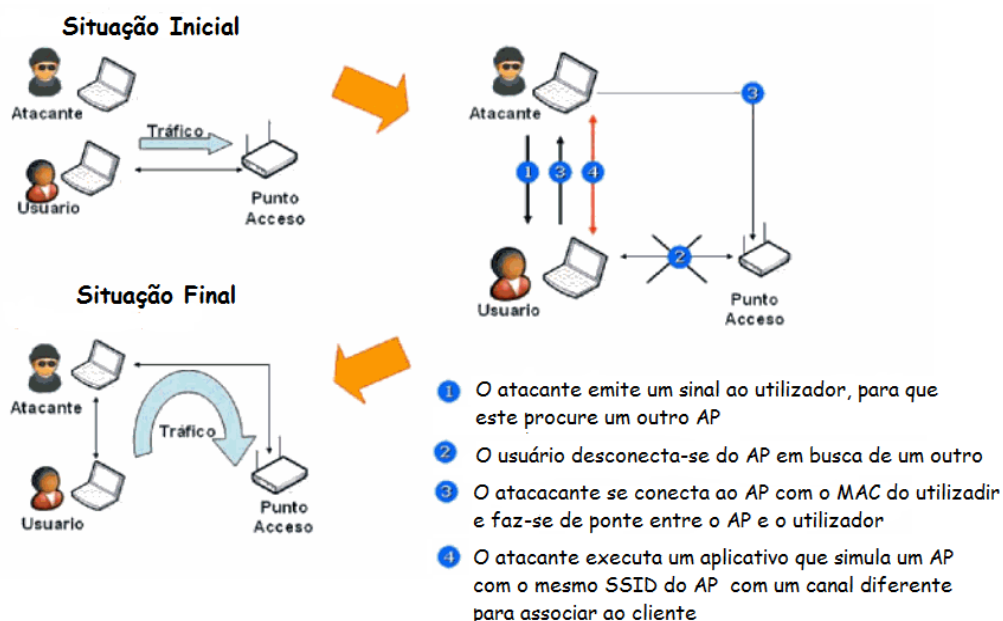 Situação Inicial
Atacante
Tráfico
Usuario
Punto
Acceso
Atacante
3
1
3
4
2
Usuario
Punto
Acceso
Situação Final
Atacante
Tráfico
Usuario
Punto
Acceso
1 O atacante emite um sinal ao utilizador, para que
este procure um outro AP
2 O usuário desconecta-se do AP em busca de um outro
3 O atacacante se conecta ao AP com o MAC do utilizadir
e faz-se de ponte entre o AP e o utilizador
4 O atacante executa um aplicativo que simula um AP
com o mesmo SSID do AP com um canal diferente
para associar ao cliente